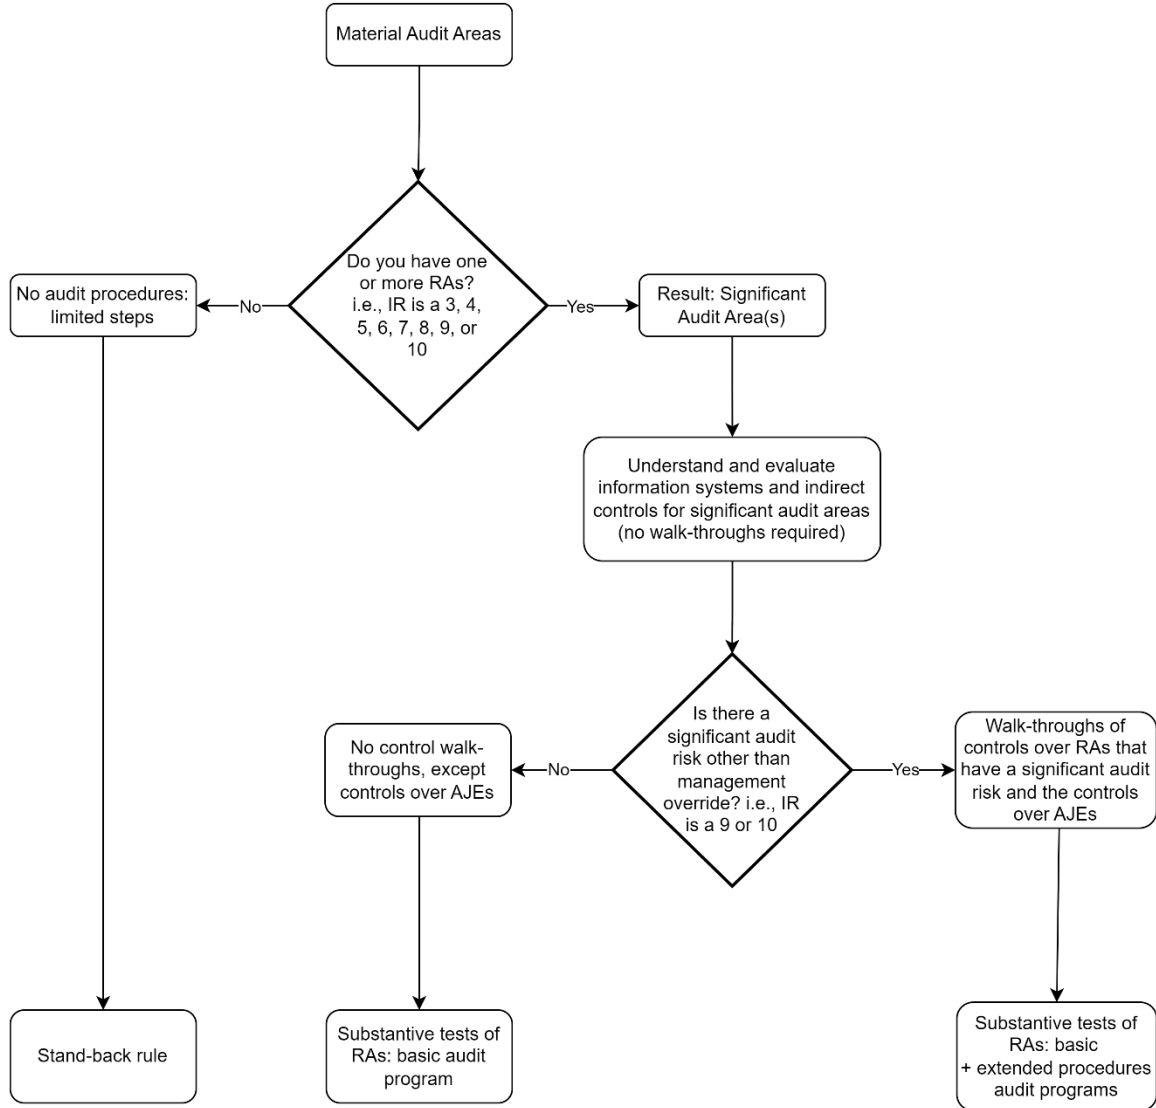 Material Audit Areas
Do you have one
or more RAs?
i.e., IR is a 3, 4,
5, 6, 7, 8, 9, or
10
No audit procedures:
limited steps
No
Yes
Result: Significant
Audit Area(s)
Understand and evaluate
information systems and indirect
controls for significant audit areas
(no walk-throughs required)
Is there a
significant audit
risk other than
management
override? i.e., IR
is a 9 or 10
No control walk-
throughs, except
controls over AJEs
No
Yes
Walk-throughs of
controls over RAs that
have a significant audit
risk and the controls
over AJEs
Stand-back rule
Substantive tests of
RAs: basic audit
program
Substantive tests of
RAs: basic
+ extended procedures
audit programs